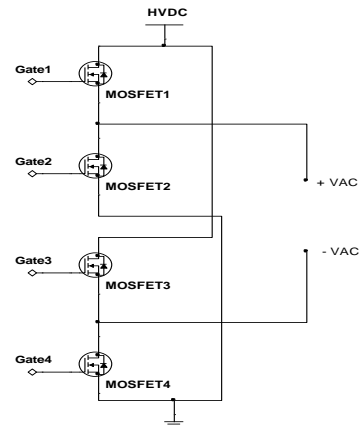 HVDC
Gate1
MOSFET1
Gate2
MOSFET2
+ VAC
- VAC
Gate3
MOSFET3
Gate4
MOSFET4